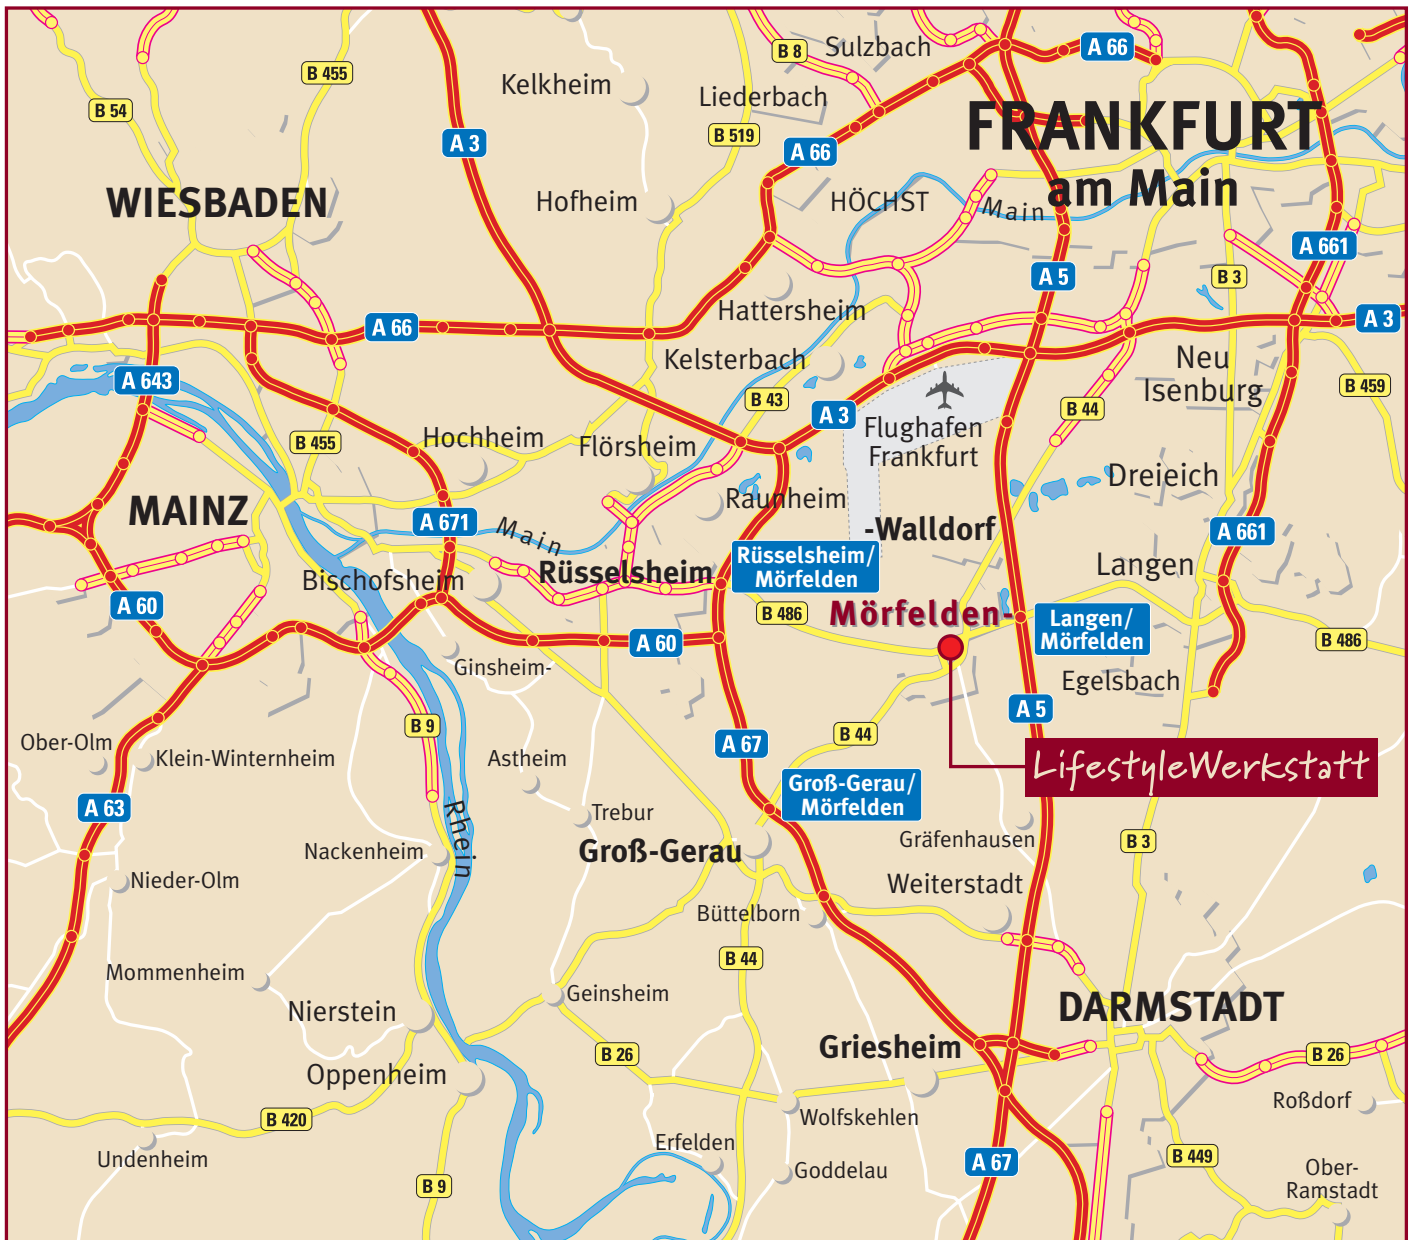 B 8
Sulzbach
A 66
B 455
Kelkheim
Liederbach
B 54
B 519
FRANKFURT
am Main
A 3
A 66
WIESBADEN
Hofheim
HÖCHST
Main
A 661
A 5
B 3
Hattersheim
A 66
A 3
Kelsterbach
Neu
Isenburg
A 643
B 459
B 43
A 3
B 44
Flughafen
Frankfurt
B 455
Hochheim
Flörsheim
Dreieich
Raunheim
MAINZ
A 671
Main
-Walldorf
A 661
Rüsselsheim/
Mörfelden
Langen
Bischofsheim
Rüsselsheim
A 60
B 486
Mörfelden-
Langen/
Mörfelden
B 486
A 60
Ginsheim-
Egelsbach
A 5
B 9
B 44
A 67
Ober-Olm
Klein-Winternheim
Astheim
LifestyleWerkstatt
Groß-Gerau/
Mörfelden
A 63
Rhein
Trebur
Gräfenhausen
B 3
Nackenheim
Groß-Gerau
Nieder-Olm
Weiterstadt
Büttelborn
B 44
Mommenheim
Geinsheim
Nierstein
DARMSTADT
Griesheim
B 26
B 26
Oppenheim
Roßdorf
B 420
Wolfskehlen
Erfelden
Undenheim
B 449
A 67
Goddelau
Ober-
Ramstadt
B 9